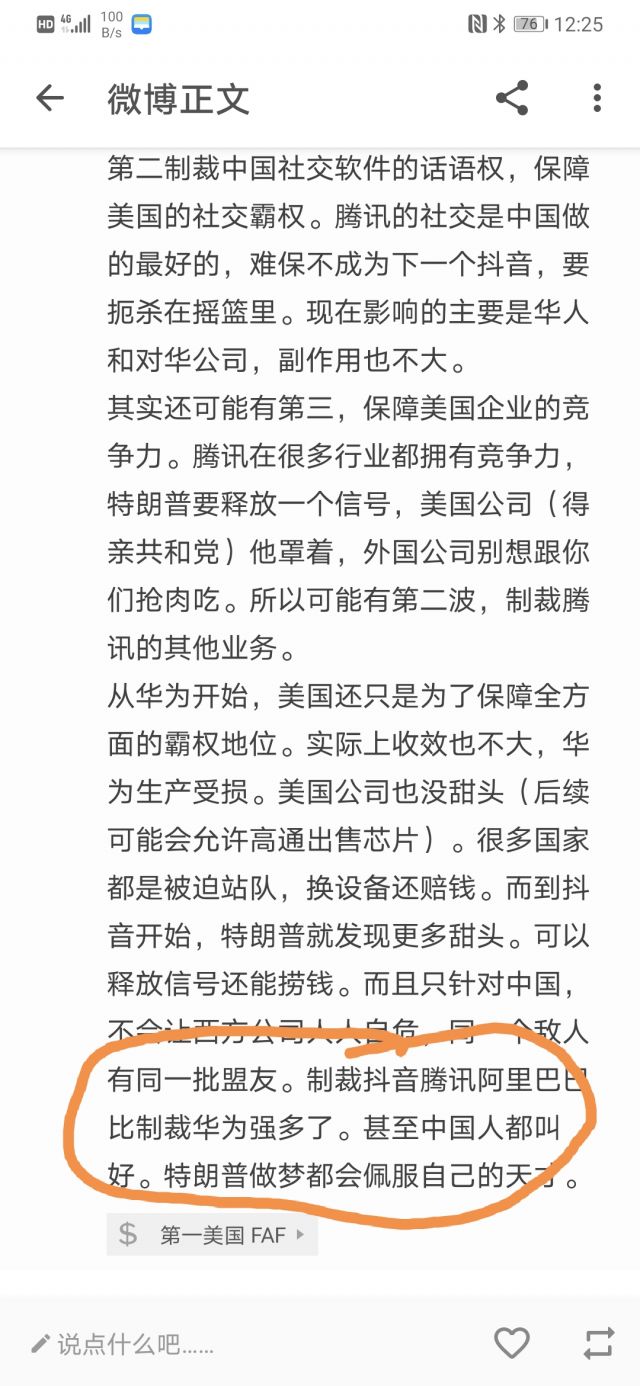 HD 4G 100 B/s 76 12:25
微博正文
第二制裁中国社交软件的话语权，保障
美国的社交霸权。腾讯的社交是中国做
的最好的，难保不成为下一个抖音，要
扼杀在摇篮里。现在影响的主要是华人
和对华公司，副作用也不大。
其实还可能有第三，保障美国企业的竞
争力。腾讯在很多行业都拥有竞争力，
特朗普要释放一个信号，美国公司（得
亲共和党）他罩着，外国公司别想跟你
们抢肉吃。所以可能有第二波，制裁腾
讯的其他业务。
从华为开始，美国还只是为了保障全方
面的霸权地位。实际上收效也不大，华
为生产受损。美国公司也没甜头（后续
可能会允许高通出售芯片）。很多国家
都是被迫站队，换设备还赔钱。而到抖
音开始，特朗普就发现更多甜头。可以
释放信号还能捞钱。而且只针对中国，
不会让西方公司人人自危，同一个敌人
有同一批盟友。制裁抖音腾讯阿里巴巴
比制裁华为强多了。甚至中国人都叫
好。特朗普做梦都会佩服自己的天才。
$ 第一美国 FAF
说点什么吧......